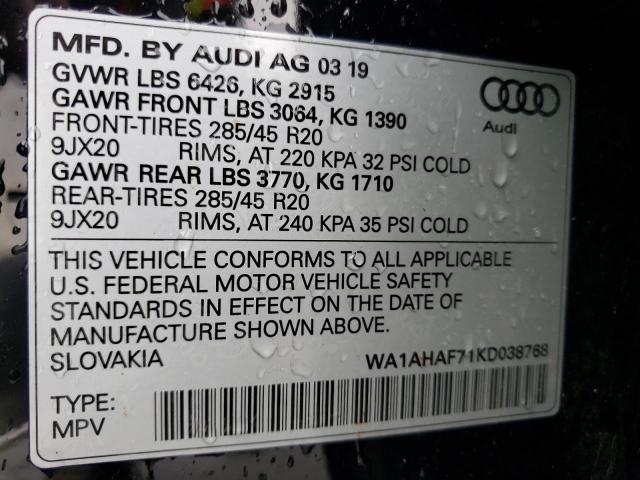 MFD. BY AUDI AG 03 19
GVWR LBS 6426, KG 2915
GAWR FRONT LBS 3064, KG 1390
FRONT-TIRES 285/45 R20
9JX20 RIMS, AT 220 KPA 32 PSI COLD
GAWR REAR LBS 3770, KG 1710
REAR-TIRES 285/45 R20
9JX20 RIMS, AT 240 KPA 35 PSI COLD
Audi
THIS VEHICLE CONFORMS TO ALL APPLICABLE
U.S. FEDERAL MOTOR VEHICLE SAFETY
STANDARDS IN EFFECT ON THE DATE OF
MANUFACTURE SHOWN ABOVE.
SLOVAKIA WA1AHAF71KD038768
TYPE:
MPV